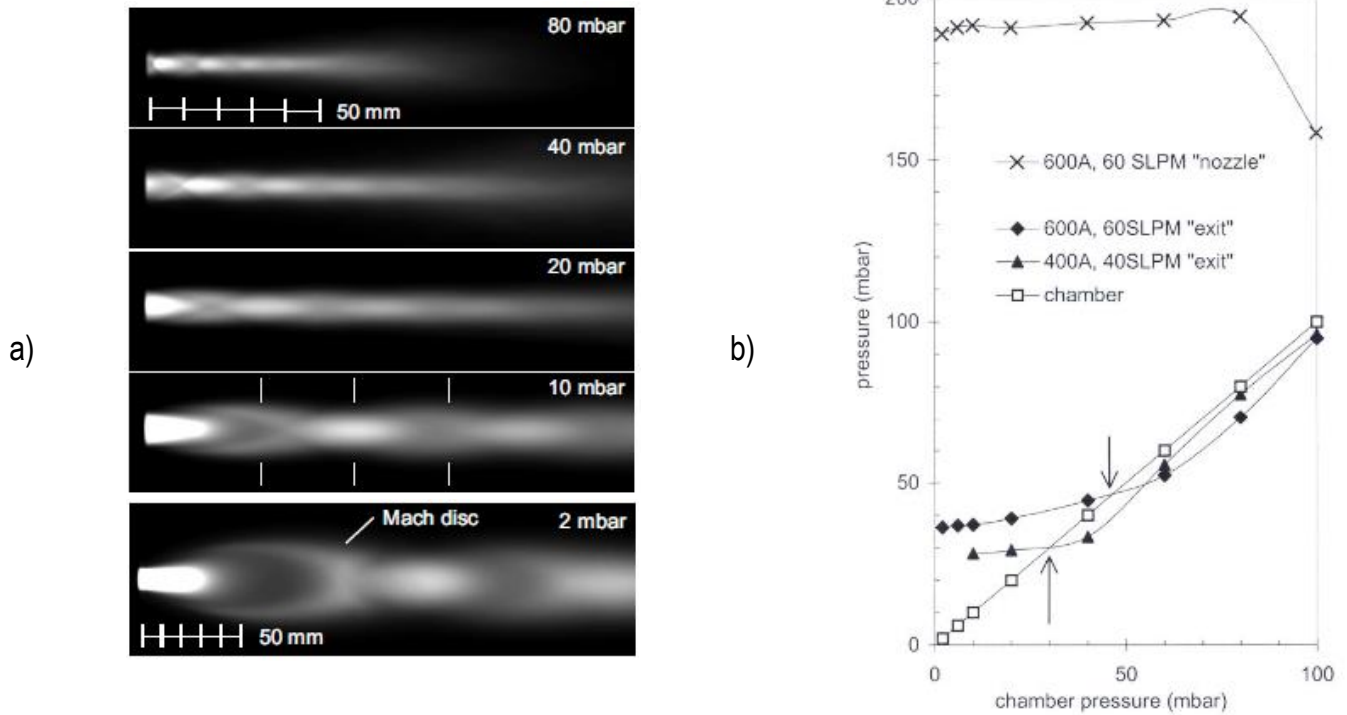 a)
80 mbar
50 mm
40 mbar
20 mbar
10 mbar
Mach disc
2 mbar
50 mm
b)
200
150
100
50
0
pressure (mbar)
600A, 60 SLPM "nozzle"
600A, 60SLPM "exit"
400A, 40SLPM "exit"
chamber
0
50
100
chamber pressure (mbar)